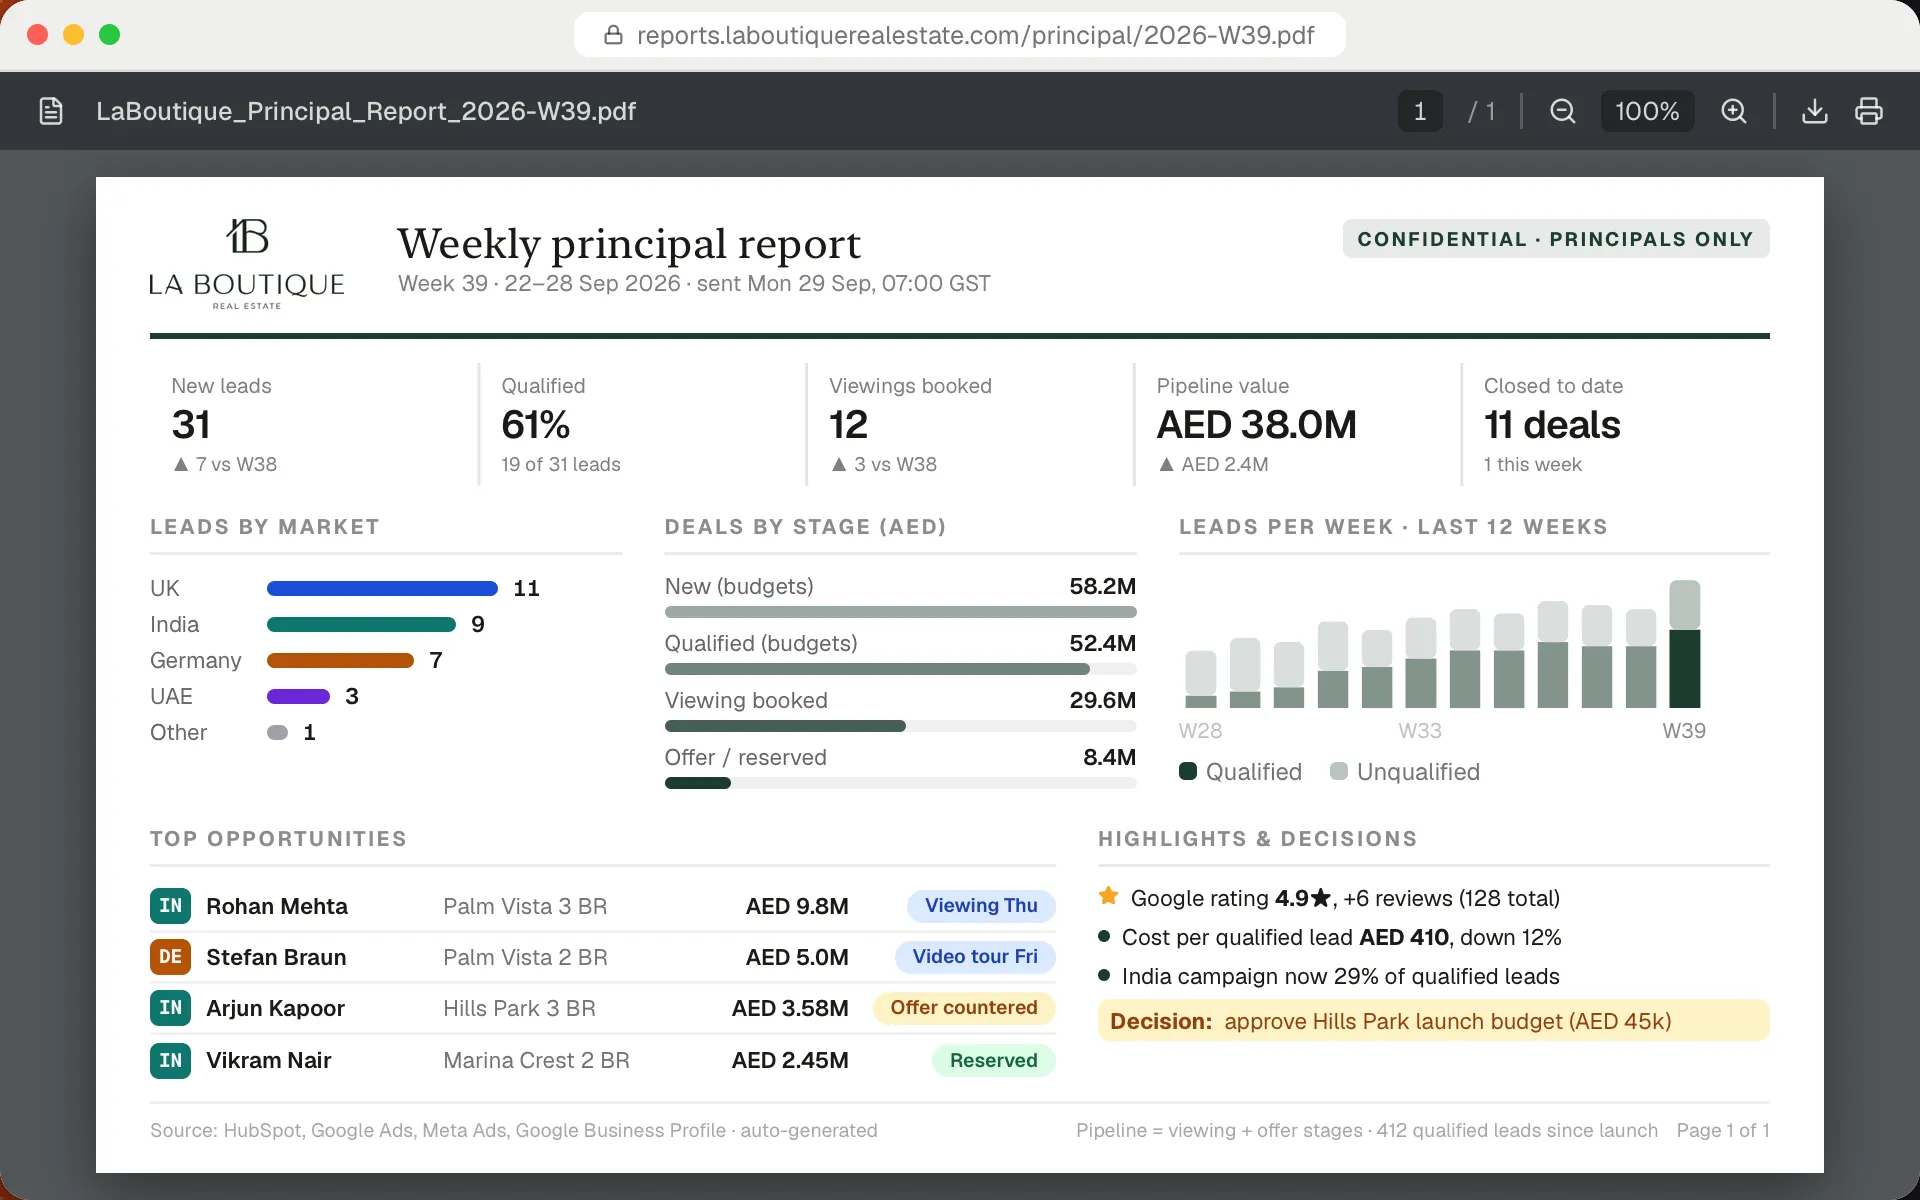 reports.laboutiquerealestate.com/principal/2026-W39.pdf
LaBoutique_Principal_Report_2026-W39.pdf
1 / 1
100%
LA BOUTIQUE
REAL ESTATE
Weekly principal report
Week 39 · 22–28 Sep 2026 · sent Mon 29 Sep, 07:00 GST
CONFIDENTIAL · PRINCIPALS ONLY
New leads
31
▲ 7 vs W38
Qualified
61%
19 of 31 leads
Viewings booked
12
▲ 3 vs W38
Pipeline value
AED 38.0M
▲ AED 2.4M
Closed to date
11 deals
1 this week
LEADS BY MARKET
UK 11
India 9
Germany 7
UAE 3
Other 1
DEALS BY STAGE (AED)
New (budgets) 58.2M
Qualified (budgets) 52.4M
Viewing booked 29.6M
Offer / reserved 8.4M
LEADS PER WEEK · LAST 12 WEEKS
W28 W33 W39
Qualified Unqualified
TOP OPPORTUNITIES
IN Rohan Mehta Palm Vista 3 BR AED 9.8M Viewing Thu
DE Stefan Braun Palm Vista 2 BR AED 5.0M Video tour Fri
IN Arjun Kapoor Hills Park 3 BR AED 3.58M Offer countered
IN Vikram Nair Marina Crest 2 BR AED 2.45M Reserved
HIGHLIGHTS & DECISIONS
Google rating 4.9★, +6 reviews (128 total)
Cost per qualified lead AED 410, down 12%
India campaign now 29% of qualified leads
Decision: approve Hills Park launch budget (AED 45k)
Source: HubSpot, Google Ads, Meta Ads, Google Business Profile · auto-generated
Pipeline = viewing + offer stages · 412 qualified leads since launch Page 1 of 1